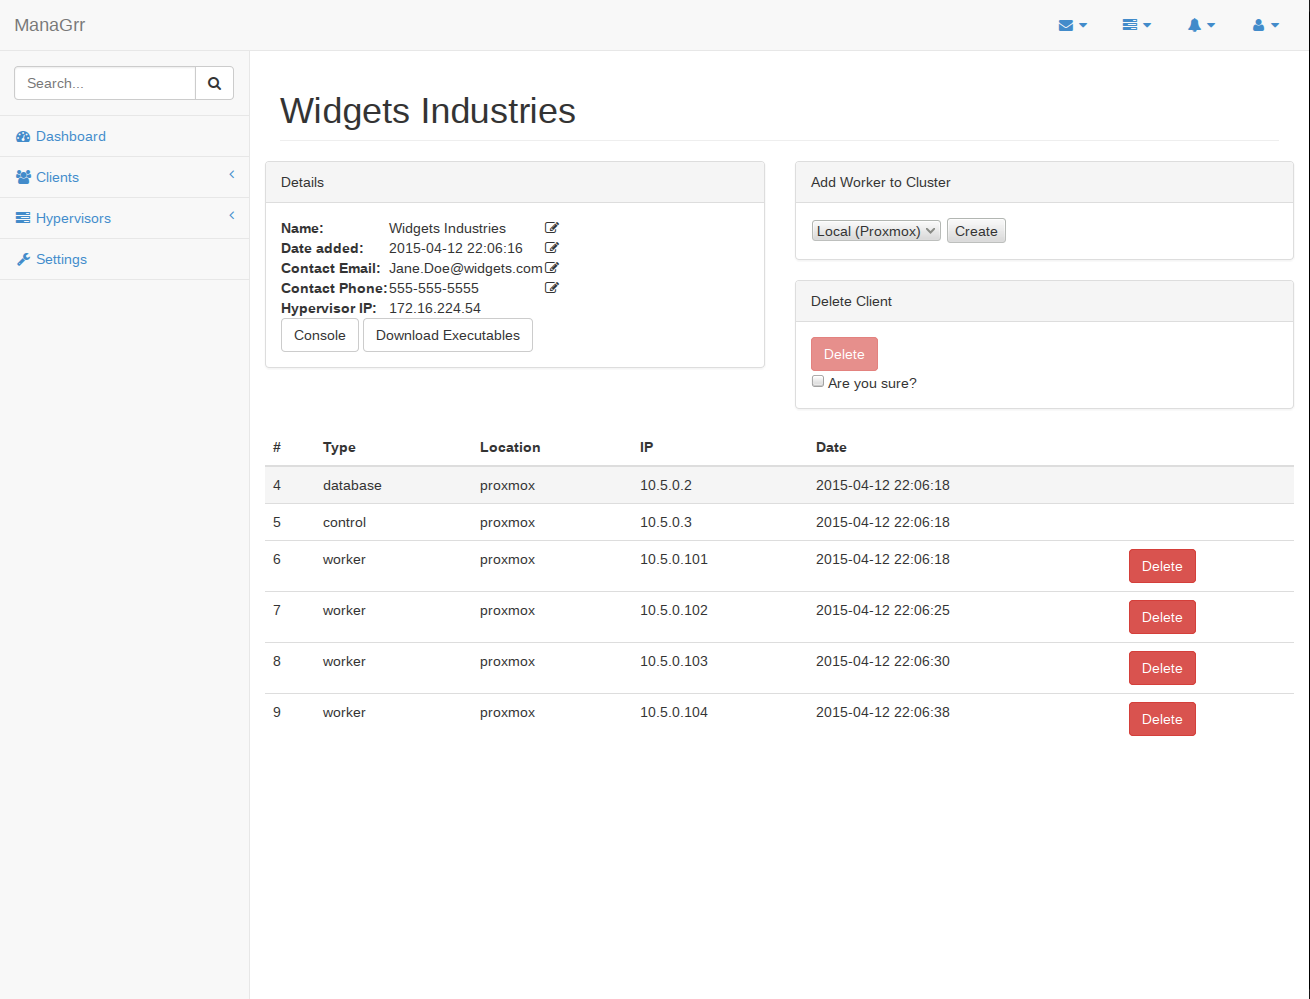 ManaGrr
Search...
Dashboard
Clients
Hypervisors
Settings
Widgets Industries
Details
Name: Widgets Industries
Date added: 2015-04-12 22:06:16
Contact Email: Jane.Doe@widgets.com
Contact Phone: 555-555-5555
Hypervisor IP: 172.16.224.54
Console Download Executables
Add Worker to Cluster
Local (Proxmox) Create
Delete Client
Delete
Are you sure?
# Type Location IP Date
4 database proxmox 10.5.0.2 2015-04-12 22:06:18
5 control proxmox 10.5.0.3 2015-04-12 22:06:18
6 worker proxmox 10.5.0.101 2015-04-12 22:06:18 Delete
7 worker proxmox 10.5.0.102 2015-04-12 22:06:25 Delete
8 worker proxmox 10.5.0.103 2015-04-12 22:06:30 Delete
9 worker proxmox 10.5.0.104 2015-04-12 22:06:38 Delete